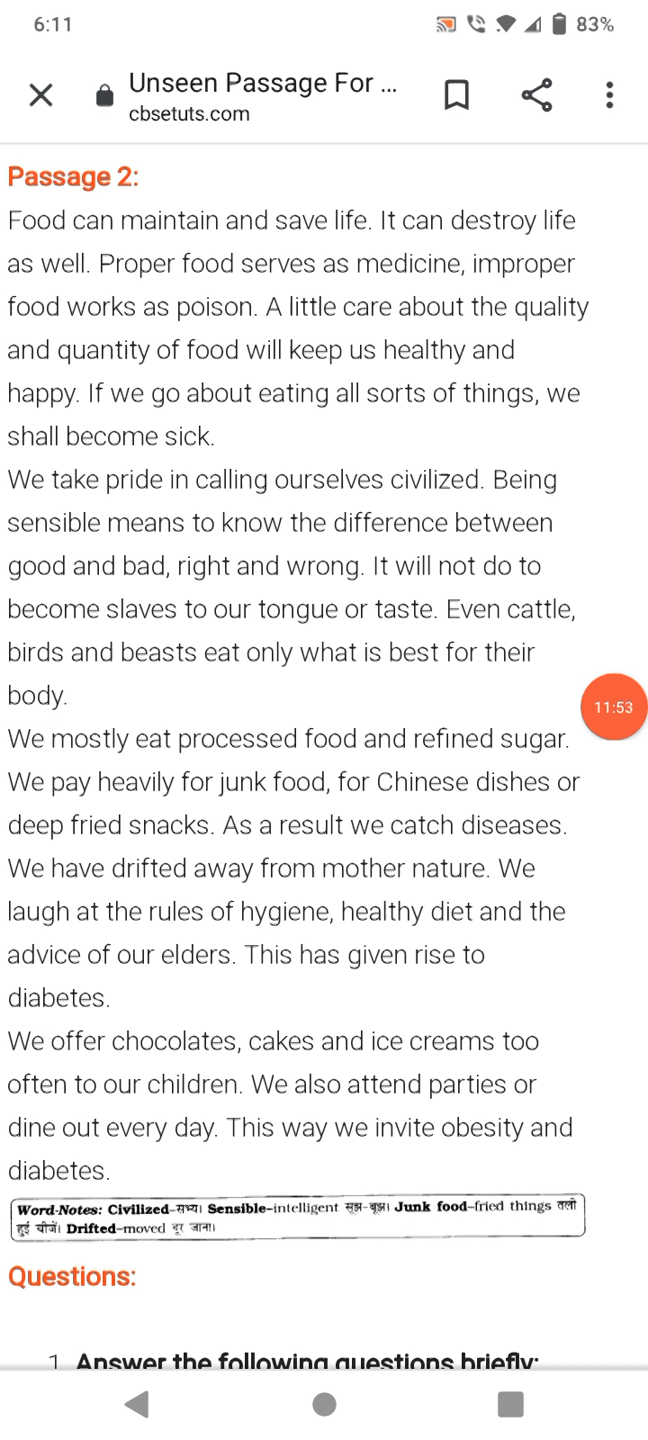 6:11
83%
Unseen Passage For ...
cbsetuts.com
Passage 2:
Food can maintain and save life. It can destroy life
as well. Proper food serves as medicine, improper
food works as poison. A little care about the quality
and quantity of food will keep us healthy and
happy. If we go about eating all sorts of things, we
shall become sick.
We take pride in calling ourselves civilized. Being
sensible means to know the difference between
good and bad, right and wrong. It will not do to
become slaves to our tongue or taste. Even cattle,
birds and beasts eat only what is best for their
body.
11:53
We mostly eat processed food and refined sugar.
We pay heavily for junk food, for Chinese dishes or
deep fried snacks. As a result we catch diseases.
We have drifted away from mother nature. We
laugh at the rules of hygiene, healthy diet and the
advice of our elders. This has given rise to
diabetes.
We offer chocolates, cakes and ice creams too
often to our children. We also attend parties or
dine out every day. This way we invite obesity and
diabetes.
Word-Notes: Civilized–सभ्य। Sensible–intelligent सूझ-बूझ। Junk food–fried things तली
हुई चीजें। Drifted–moved दूर जाना।
Questions:
1 Answer the following questions briefly: